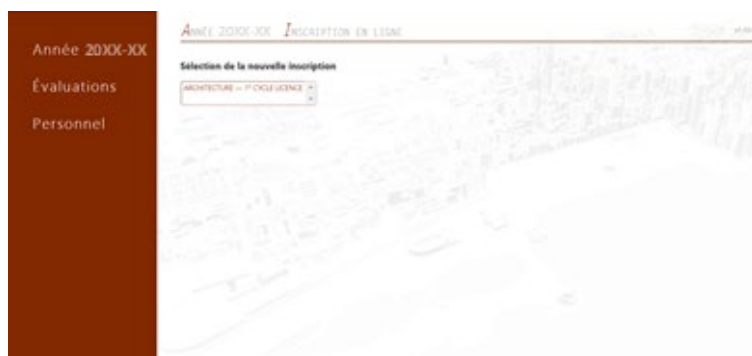 Année 20XX-XX
Évaluations
Personnel
Année 20XX-XX Inscription en ligne
Sélection de la nouvelle inscription
ARCHITECTURE — 1º CYCLE LICENCE